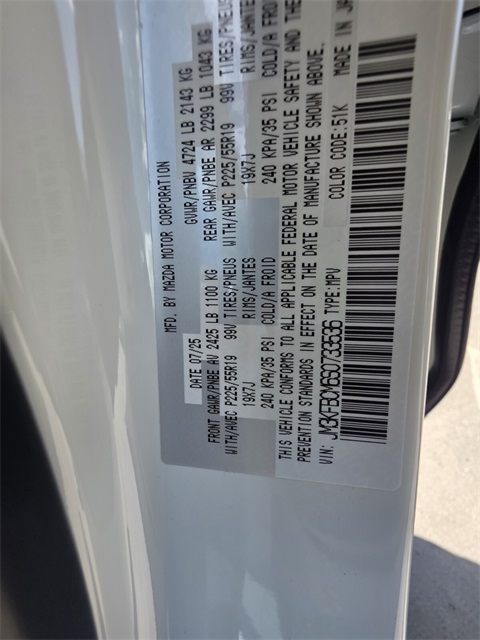 MFD. BY MAZDA MOTOR CORPORATION
DATE 07/25 GVWR/PNBV 4724 LB 2143 KG
FRONT GAWR/PNBE AV 2425 LB 1100 KG REAR GAWR/PNBE AR 2299 LB 1043 KG
WITH/AVEC P225/55R19 99V TIRES/PNEUS WITH/AVEC P225/55R19 99V TIRES/PNEUS
19X7J RIMS/JANTES 19X7J RIMS/JANTES
240 KPA/35 PSI COLD/A FROID 240 KPA/35 PSI COLD/A FROI
THIS VEHICLE CONFORMS TO ALL APPLICABLE FEDERAL MOTOR VEHICLE SAFETY AND THE
PREVENTION STANDARDS IN EFFECT ON THE DATE OF MANUFACTURE SHOWN ABOVE.
VIN: JM3KFBCM6S0733536 TYPE:MPV COLOR CODE:51K MADE IN JA